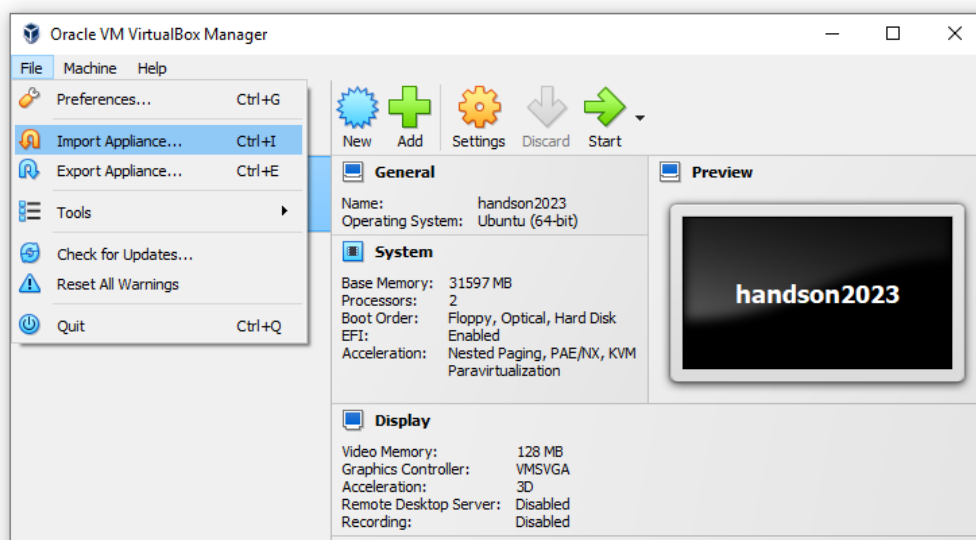 Oracle VM VirtualBox Manager
File Machine Help
Preferences... Ctrl+G
Import Appliance... Ctrl+I
Export Appliance... Ctrl+E
Tools
Check for Updates...
Reset All Warnings
Quit Ctrl+Q
New Add Settings Discard Start
General
Name: handson2023
Operating System: Ubuntu (64-bit)
System
Base Memory: 31597 MB
Processors: 2
Boot Order: Floppy, Optical, Hard Disk
EFI: Enabled
Acceleration: Nested Paging, PAE/NX, KVM
Paravirtualization
Preview
handson2023
Display
Video Memory: 128 MB
Graphics Controller: VMSVGA
Acceleration: 3D
Remote Desktop Server: Disabled
Recording: Disabled